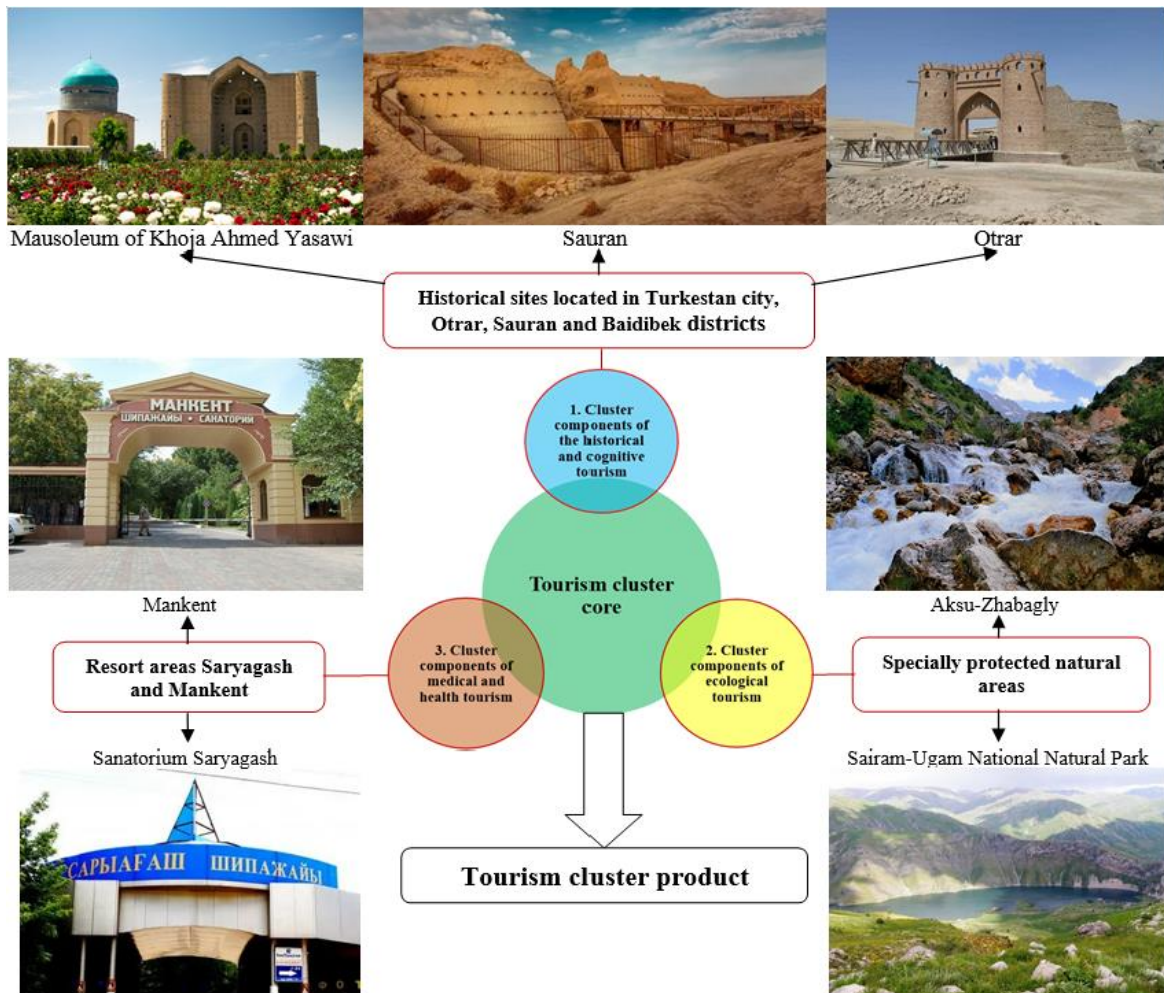 Mausoleum of Khoja Ahmed Yasawi
Sauran
Otrar
Historical sites located in Turkestan city,
Otrar, Sauran and Baidibek districts
МАНКЕНТ
ШИПАЖАЙЫ • САНАТОРИЙ
1. Cluster
components of
the historical
and cognitive
tourism
Tourism cluster
core
Mankent
Aksu-Zhabagly
Resort areas Saryagash
and Mankent
3. Cluster
components of
medical and
health tourism
2. Cluster
components of
ecological
tourism
Specially protected natural
areas
Sanatorium Saryagash
Sairam-Ugam National Natural Park
САРЫАҒАШ ШИПАЖАЙЫ
Tourism cluster product